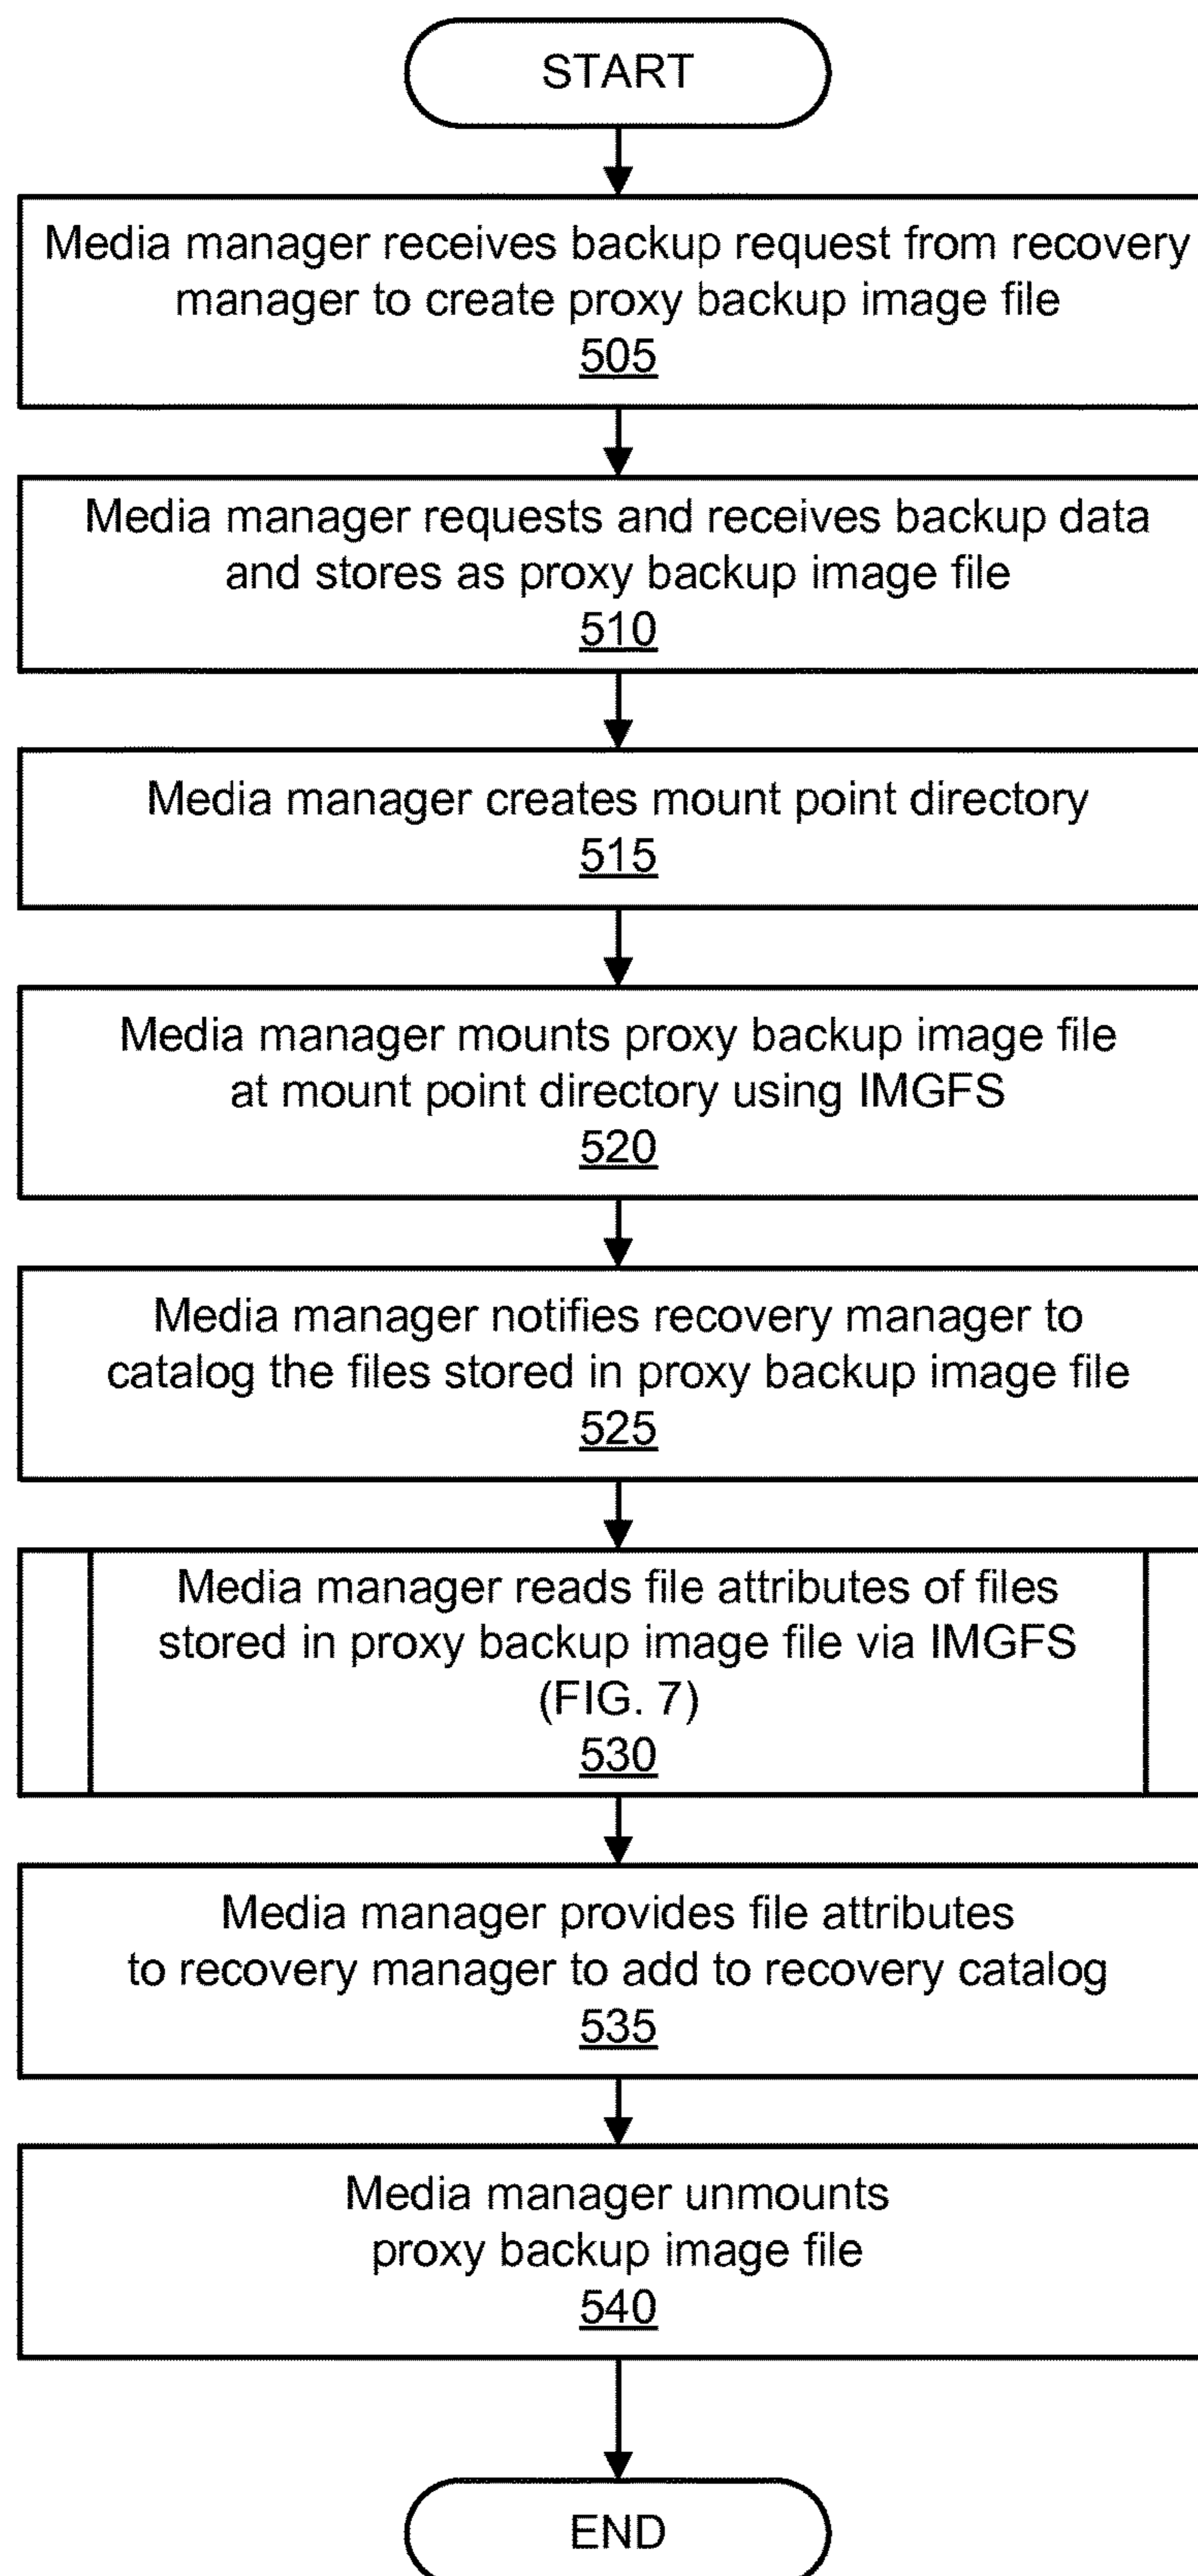 START
Media manager receives backup request from recovery
manager to create proxy backup image file
505
Media manager requests and receives backup data
and stores as proxy backup image file
510
Media manager creates mount point directory
515
Media manager mounts proxy backup image file
at mount point directory using IMGFS
520
Media manager notifies recovery manager to
catalog the files stored in proxy backup image file
525
Media manager reads file attributes of files
stored in proxy backup image file via IMGFS
(FIG. 7)
530
Media manager provides file attributes
to recovery manager to add to recovery catalog
535
Media manager unmounts
proxy backup image file
540
END